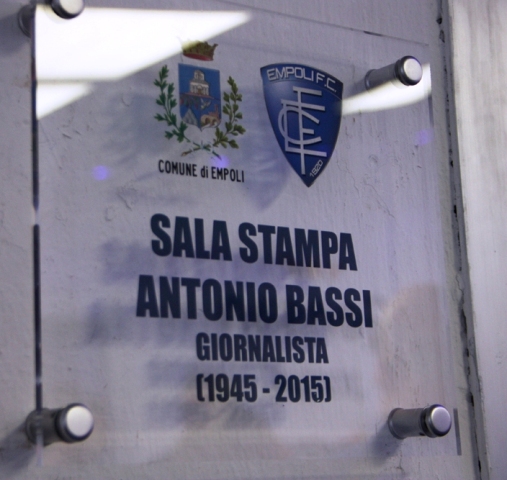 EMPOLI F.C.
1920
COMUNE di EMPOLI
SALA STAMPA
ANTONIO BASSI
GIORNALISTA
(1945 - 2015)